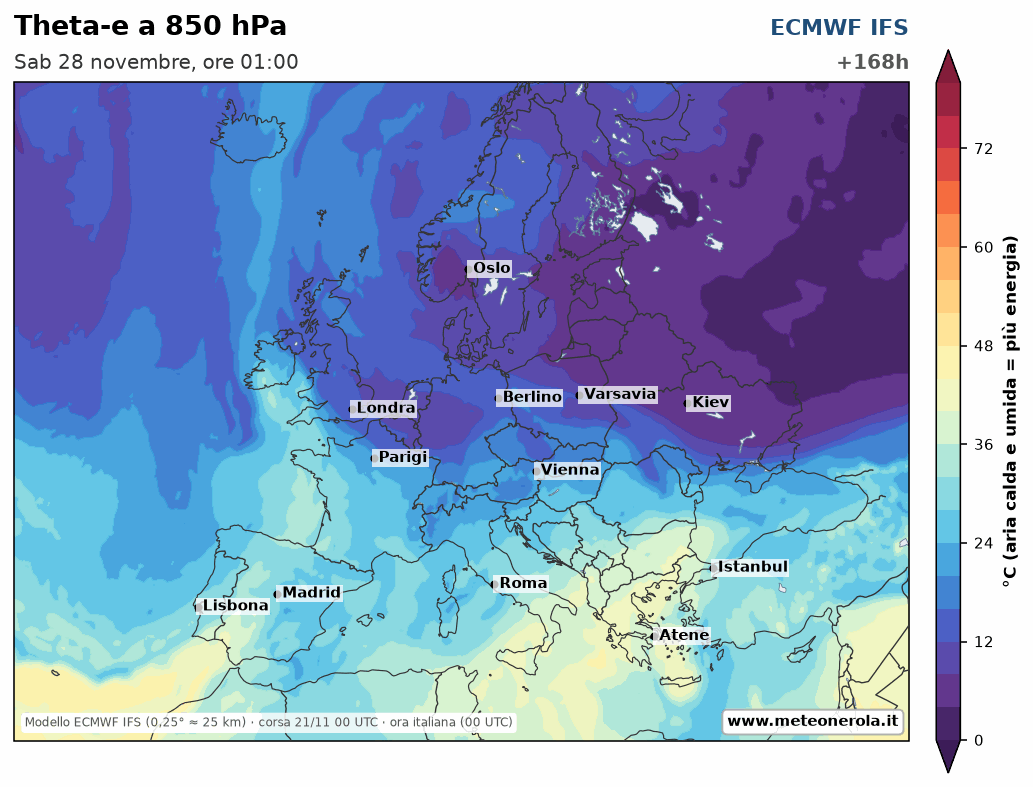 Theta-e a 850 hPa
ECMWF IFS
Sab 28 novembre, ore 01:00
+168h
Oslo
Londra
Berlino
Varsavia
Kiev
Parigi
Vienna
Istanbul
Roma
Madrid
Lisbona
Atene
Modello ECMWF IFS (0,25° ≈ 25 km) · corsa 21/11 00 UTC · ora italiana (00 UTC)
www.meteonerola.it
72
60
48
36
24
12
0
°C (aria calda e umida = più energia)